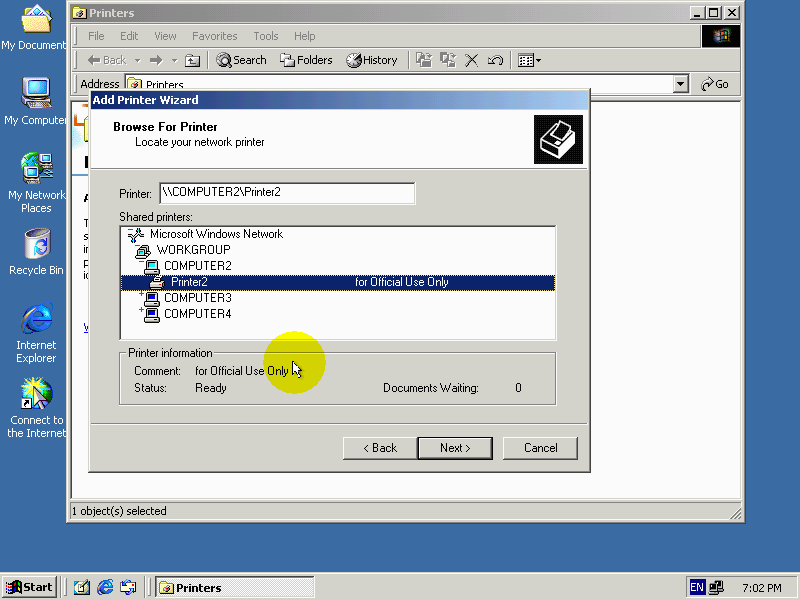 My Document
My Computer
My Network
Places
Recycle Bin
Internet
Explorer
Connect to
the Internet
Printers
File Edit View Favorites Tools Help
Back Search Folders History
Address Printers Go
Add Printer Wizard
Browse For Printer
Locate your network printer
Printer: \\COMPUTER2\Printer2
Shared printers:
Microsoft Windows Network
WORKGROUP
COMPUTER2
Printer2 for Official Use Only
COMPUTER3
COMPUTER4
Printer information
Comment: for Official Use Only
Status: Ready Documents Waiting: 0
< Back Next > Cancel
1 object(s) selected
Start Printers EN 7:02 PM